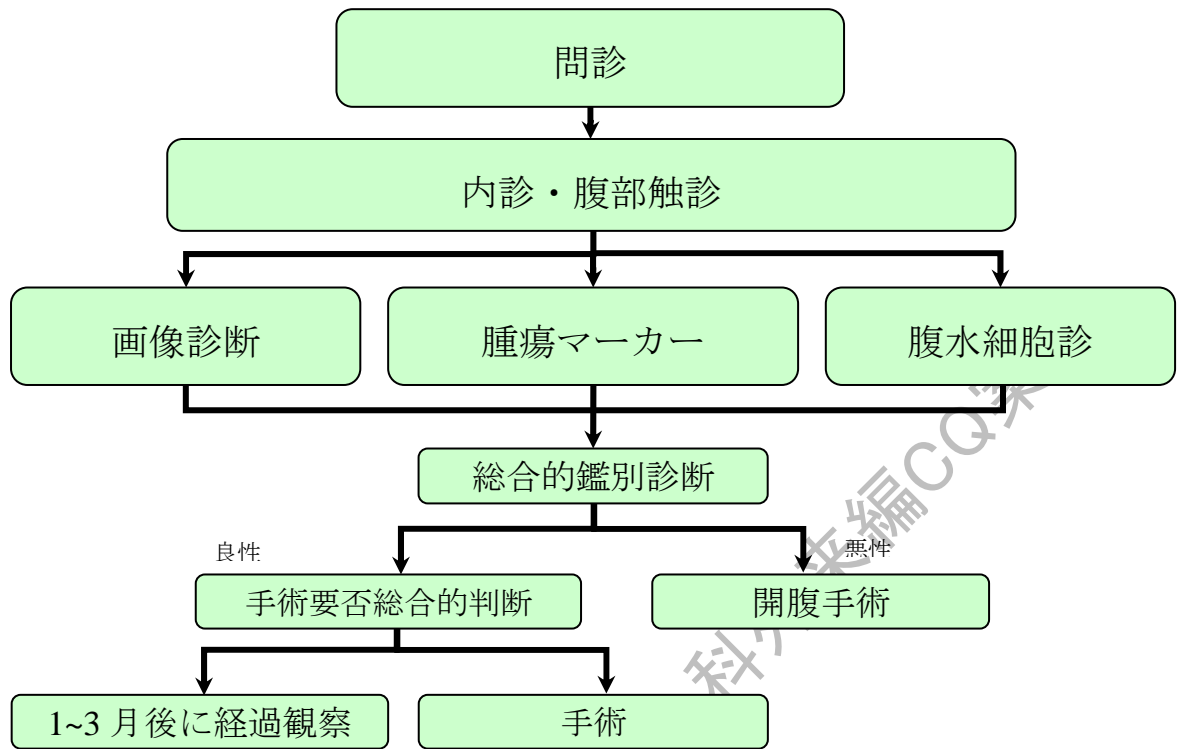 問診
内診・腹部触診
画像診断
腫瘍マーカー
腹水細胞診
総合的鑑別診断
良性
悪性
手術要否総合的判断
開腹手術
1~3 月後に経過観察
手術